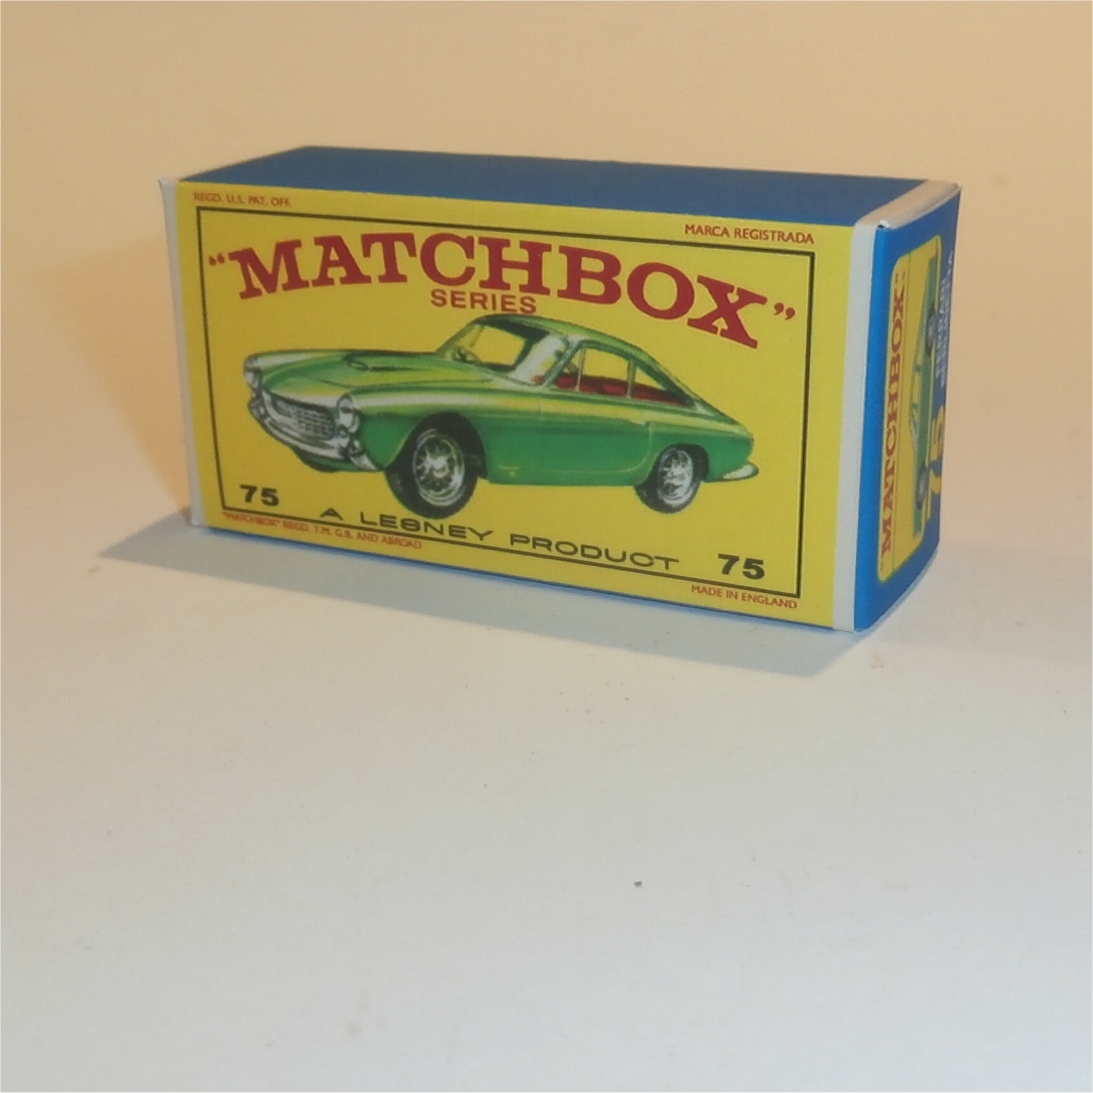 REGD. U.S. PAT. OFF.
MARCA REGISTRADA
"MATCHBOX"
SERIES
75
A LESNEY PRODUCT
75
"MATCHBOX" REGD. T.M. G.B. AND ABROAD
MADE IN ENGLAND
"MATCHBOX"
75